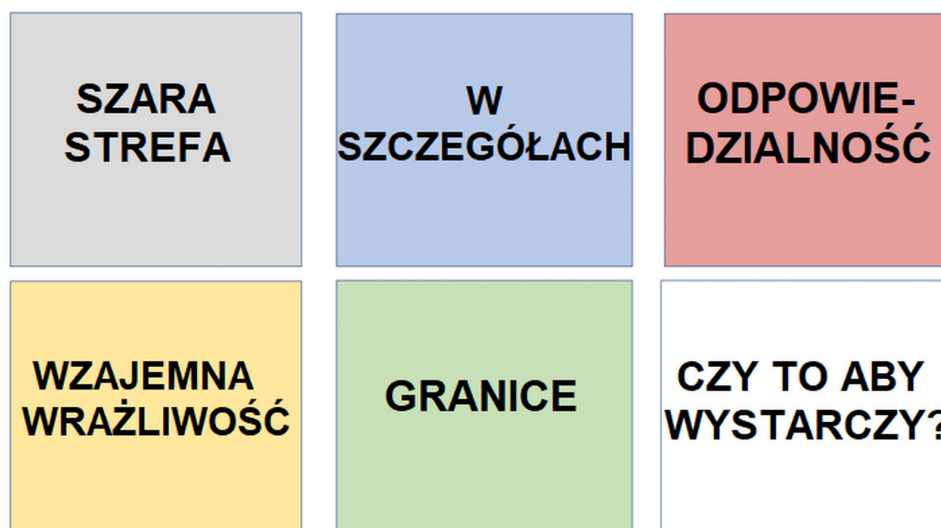 SZARA
STREFA
W
SZCZEGÓŁACH
ODPOWIE-
DZIALNOŚĆ
WZAJEMNA
WRAŻLIWOŚĆ
GRANICE
CZY TO ABY
WYSTARCZY?